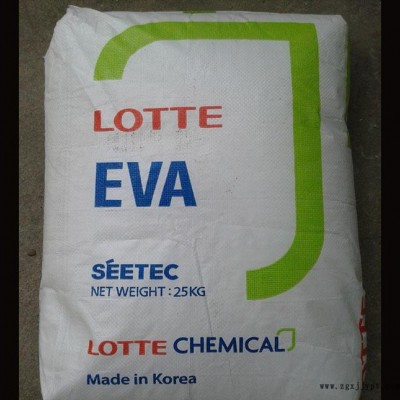 LOTTE
EVA
SEETEC
NET WEIGHT : 25KG
LOTTE CHEMICAL
Made in Korea